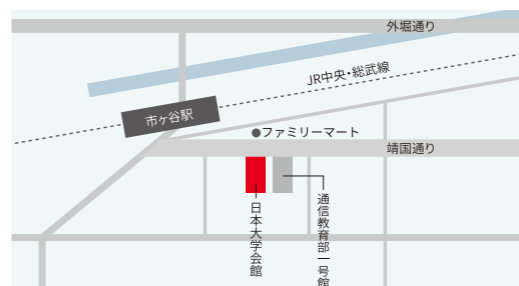 外堀通り
JR中央・総武線
市ヶ谷駅
●ファミリーマート
靖国通り
日本大学会館
通信教育部一号館